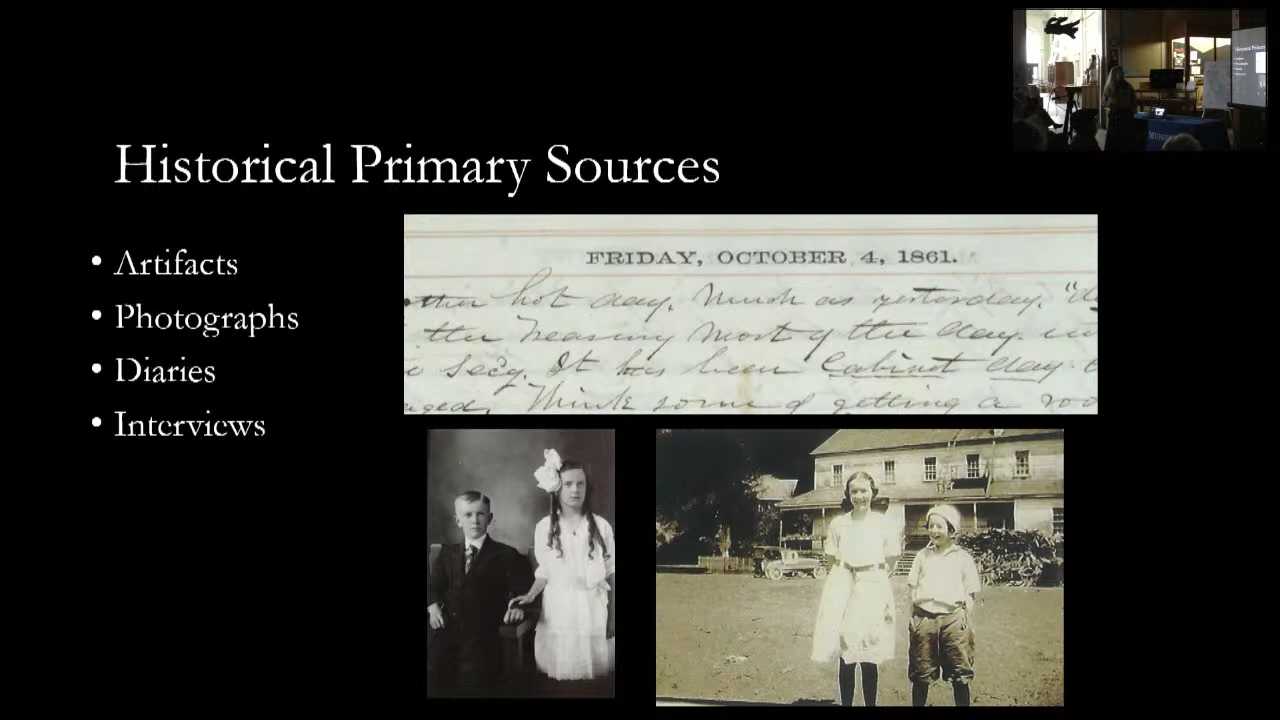 Historical Primary Sources
• Artifacts
• Photographs
• Diaries
• Interviews
FRIDAY, OCTOBER 4, 1861.
other hot day. Much as yesterday.
the Treasury most of the day.
Secy. It has been Cabinet day
Think some of getting a